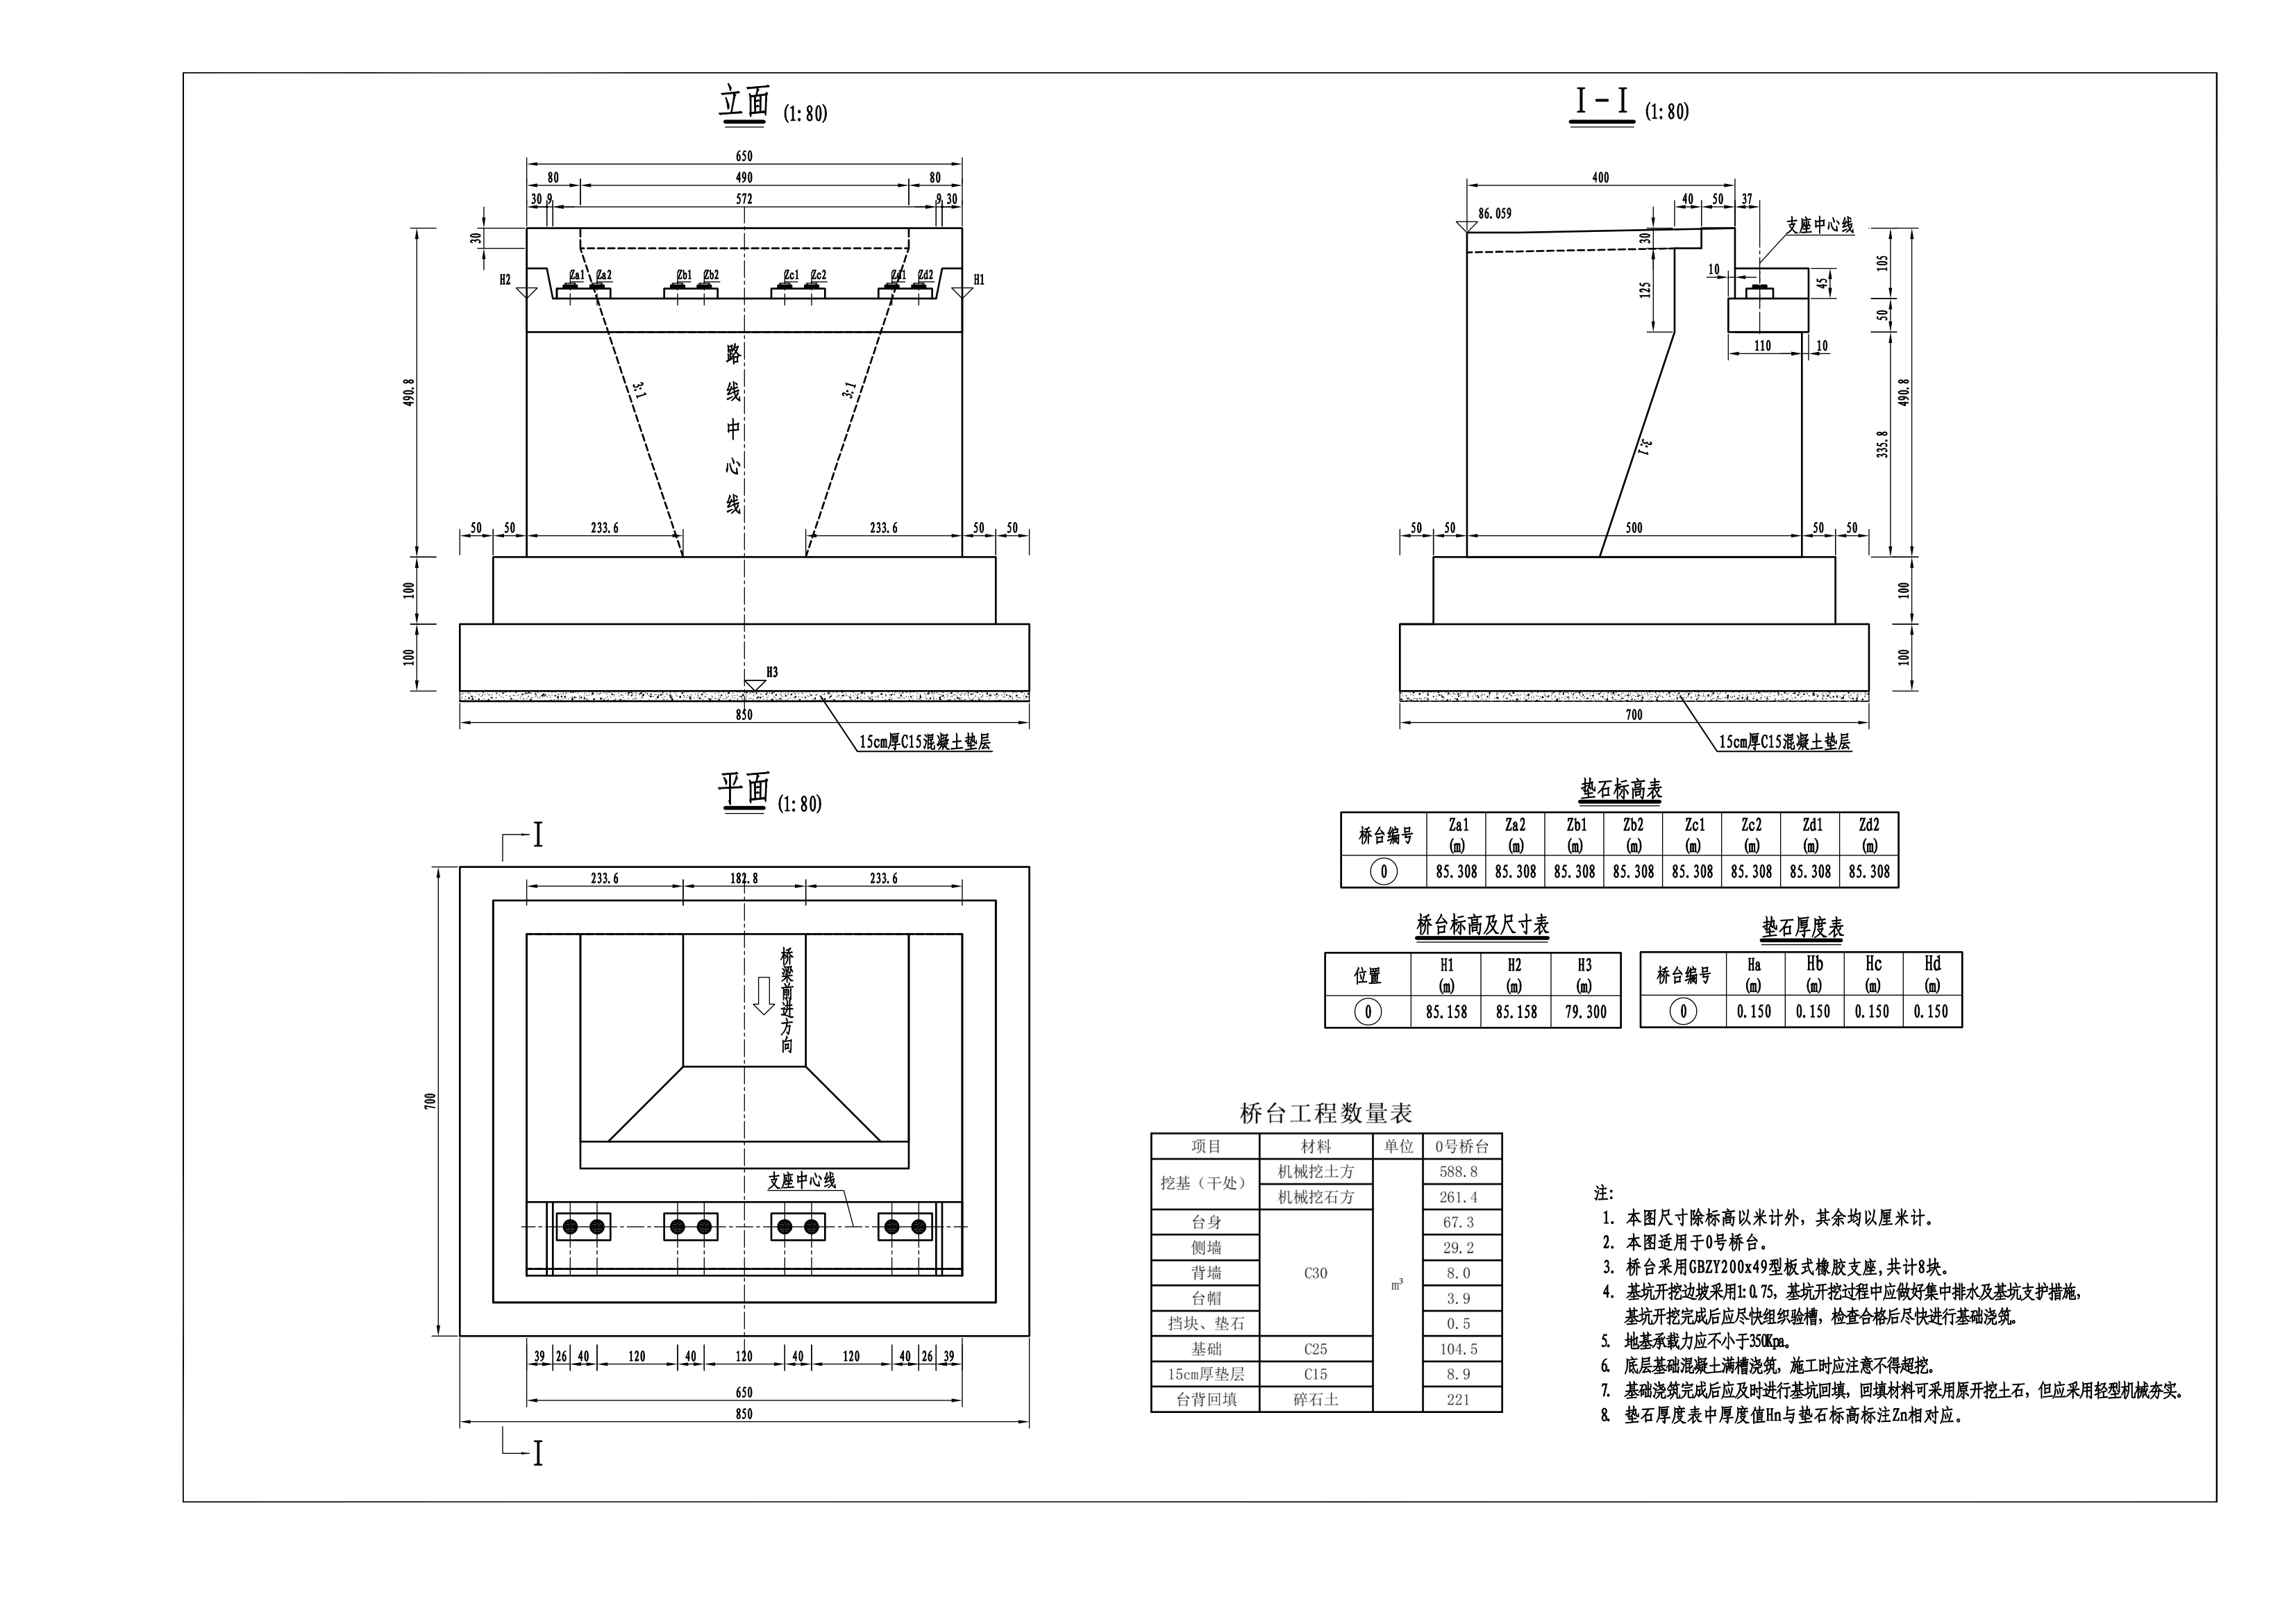 立面 (1:80)
650
80 490 80
30 9 572 9 30
30
H2 Za1 Za2 Zb1 Zb2 Zc1 Zc2 Zd1 Zd2 H1
490.8
路线中心线
3:1 3:1
50 50 233.6 233.6 50 50
100
100
H3
850
15cm厚C15混凝土垫层
I-I (1:80)
400
40 50 37
86.059
支座中心线
30
10
125
45
105
50
110 10
490.8
335.8
3:1
50 50 500 50 50
100
100
700
15cm厚C15混凝土垫层
平面 (1:80)
I
233.6 182.8 233.6
桥梁前进方向
700
支座中心线
39 26 40 120 40 120 40 120 40 26 39
650
850
I
垫石标高表
桥台编号 Za1 (m) Za2 (m) Zb1 (m) Zb2 (m) Zc1 (m) Zc2 (m) Zd1 (m) Zd2 (m)
0 85.308 85.308 85.308 85.308 85.308 85.308 85.308 85.308
桥台标高及尺寸表
位置 H1 (m) H2 (m) H3 (m)
0 85.158 85.158 79.300
垫石厚度表
桥台编号 Ha (m) Hb (m) Hc (m) Hd (m)
0 0.150 0.150 0.150 0.150
桥台工程数量表
项目 材料 单位 0号桥台
挖基（干处） 机械挖土方 m³ 588.8
机械挖石方 261.4
台身 C30 67.3
侧墙 29.2
背墙 8.0
台帽 3.9
挡块、垫石 0.5
基础 C25 104.5
15cm厚垫层 C15 8.9
台背回填 碎石土 221
注:
1. 本图尺寸除标高以米计外，其余均以厘米计。
2. 本图适用于0号桥台。
3. 桥台采用GBZY200x49型板式橡胶支座,共计8块。
4. 基坑开挖边坡采用1:0.75，基坑开挖过程中应做好集中排水及基坑支护措施，
基坑开挖完成后应尽快组织验槽，检查合格后尽快进行基础浇筑。
5. 地基承载力应不小于350Kpa。
6. 底层基础混凝土满槽浇筑，施工时应注意不得超挖。
7. 基础浇筑完成后应及时进行基坑回填，回填材料可采用原开挖土石，但应采用轻型机械夯实。
8. 垫石厚度表中厚度值Hn与垫石标高标注Zn相对应。